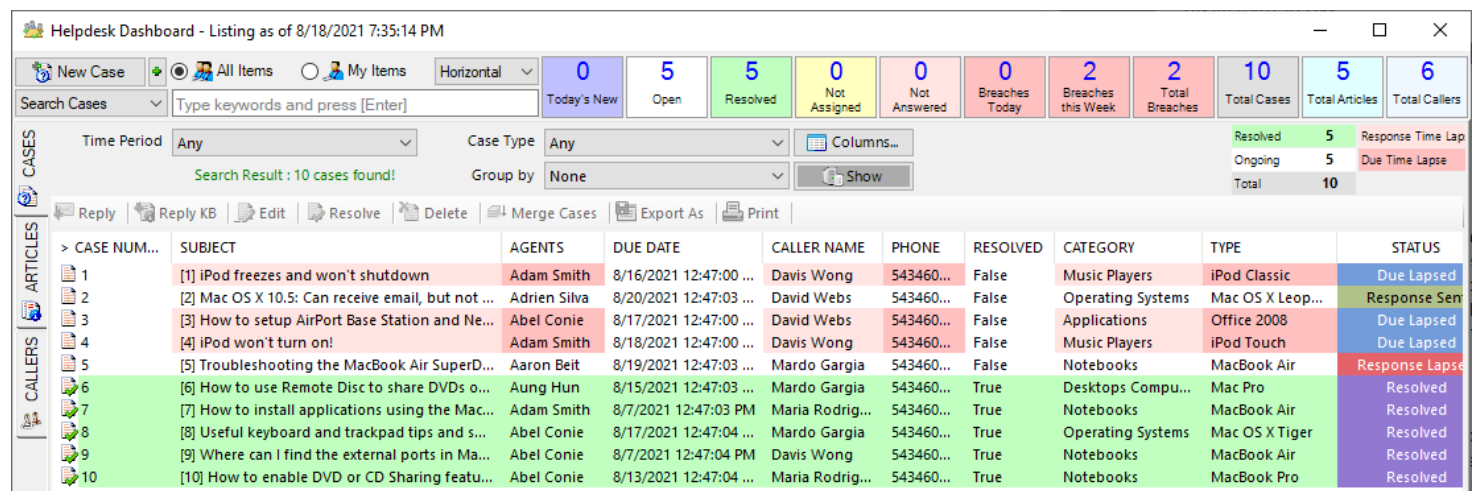 Helpdesk Dashboard - Listing as of 8/18/2021 7:35:14 PM
New Case All Items My Items Horizontal
Search Cases Type keywords and press [Enter]
0 Today's New
5 Open
5 Resolved
0 Not Assigned
0 Not Answered
0 Breaches Today
2 Breaches this Week
2 Total Breaches
10 Total Cases
5 Total Articles
6 Total Callers
CASES
ARTICLES
CALLERS
Time Period Any Case Type Any Columns...
Search Result : 10 cases found! Group by None Show
Resolved 5 Response Time Lap
Ongoing 5 Due Time Lapse
Total 10
Reply Reply KB Edit Resolve Delete Merge Cases Export As Print
> CASE NUM... SUBJECT AGENTS DUE DATE CALLER NAME PHONE RESOLVED CATEGORY TYPE STATUS
1 [1] iPod freezes and won't shutdown Adam Smith 8/16/2021 12:47:00 ... Davis Wong 543460... False Music Players iPod Classic Due Lapsed
2 [2] Mac OS X 10.5: Can receive email, but not ... Adrien Silva 8/20/2021 12:47:03 ... David Webs 543460... False Operating Systems Mac OS X Leop... Response Sen
3 [3] How to setup AirPort Base Station and Ne... Abel Conie 8/17/2021 12:47:00 ... David Webs 543460... False Applications Office 2008 Due Lapsed
4 [4] iPod won't turn on! Adam Smith 8/18/2021 12:47:00 ... David Webs 543460... False Music Players iPod Touch Due Lapsed
5 [5] Troubleshooting the MacBook Air SuperD... Aaron Beit 8/19/2021 12:47:03 ... Mardo Gargia 543460... False Notebooks MacBook Air Response Lapse
6 [6] How to use Remote Disc to share DVDs o... Aung Hun 8/15/2021 12:47:03 ... Mardo Gargia 543460... True Desktops Compu... Mac Pro Resolved
7 [7] How to install applications using the Mac... Adam Smith 8/7/2021 12:47:03 PM Maria Rodrig... 543460... True Notebooks MacBook Air Resolved
8 [8] Useful keyboard and trackpad tips and s... Abel Conie 8/17/2021 12:47:04 ... Mardo Gargia 543460... True Operating Systems Mac OS X Tiger Resolved
9 [9] Where can I find the external ports in Ma... Abel Conie 8/7/2021 12:47:04 PM Davis Wong 543460... True Notebooks MacBook Air Resolved
10 [10] How to enable DVD or CD Sharing featu... Abel Conie 8/13/2021 12:47:04 ... Maria Rodrig... 543460... True Notebooks MacBook Pro Resolved